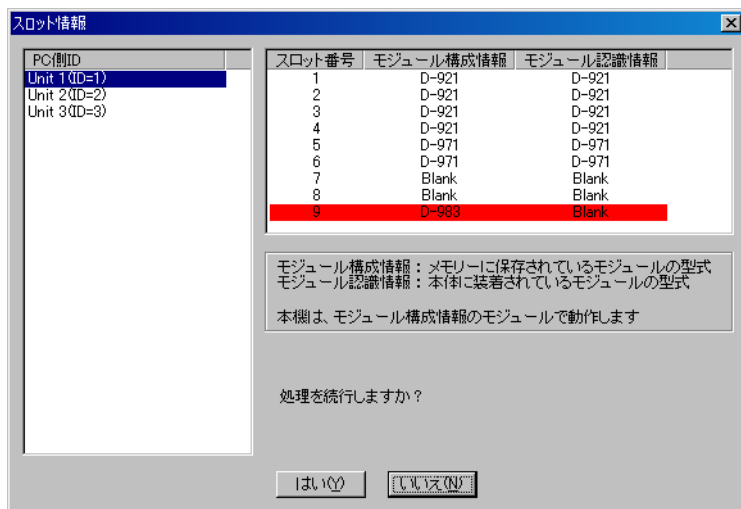 スロット情報
PC側ID
Unit 1(ID=1)
Unit 2(ID=2)
Unit 3(ID=3)
スロット番号 モジュール構成情報 モジュール認識情報
1 D-921 D-921
2 D-921 D-921
3 D-921 D-921
4 D-921 D-921
5 D-971 D-971
6 D-971 D-971
7 Blank Blank
8 Blank Blank
9 D-983 Blank
モジュール構成情報：メモリーに保存されているモジュールの型式
モジュール認識情報：本体に装着されているモジュールの型式
本機は、モジュール構成情報のモジュールで動作します
処理を続行しますか？
はい(Y) いいえ(N)